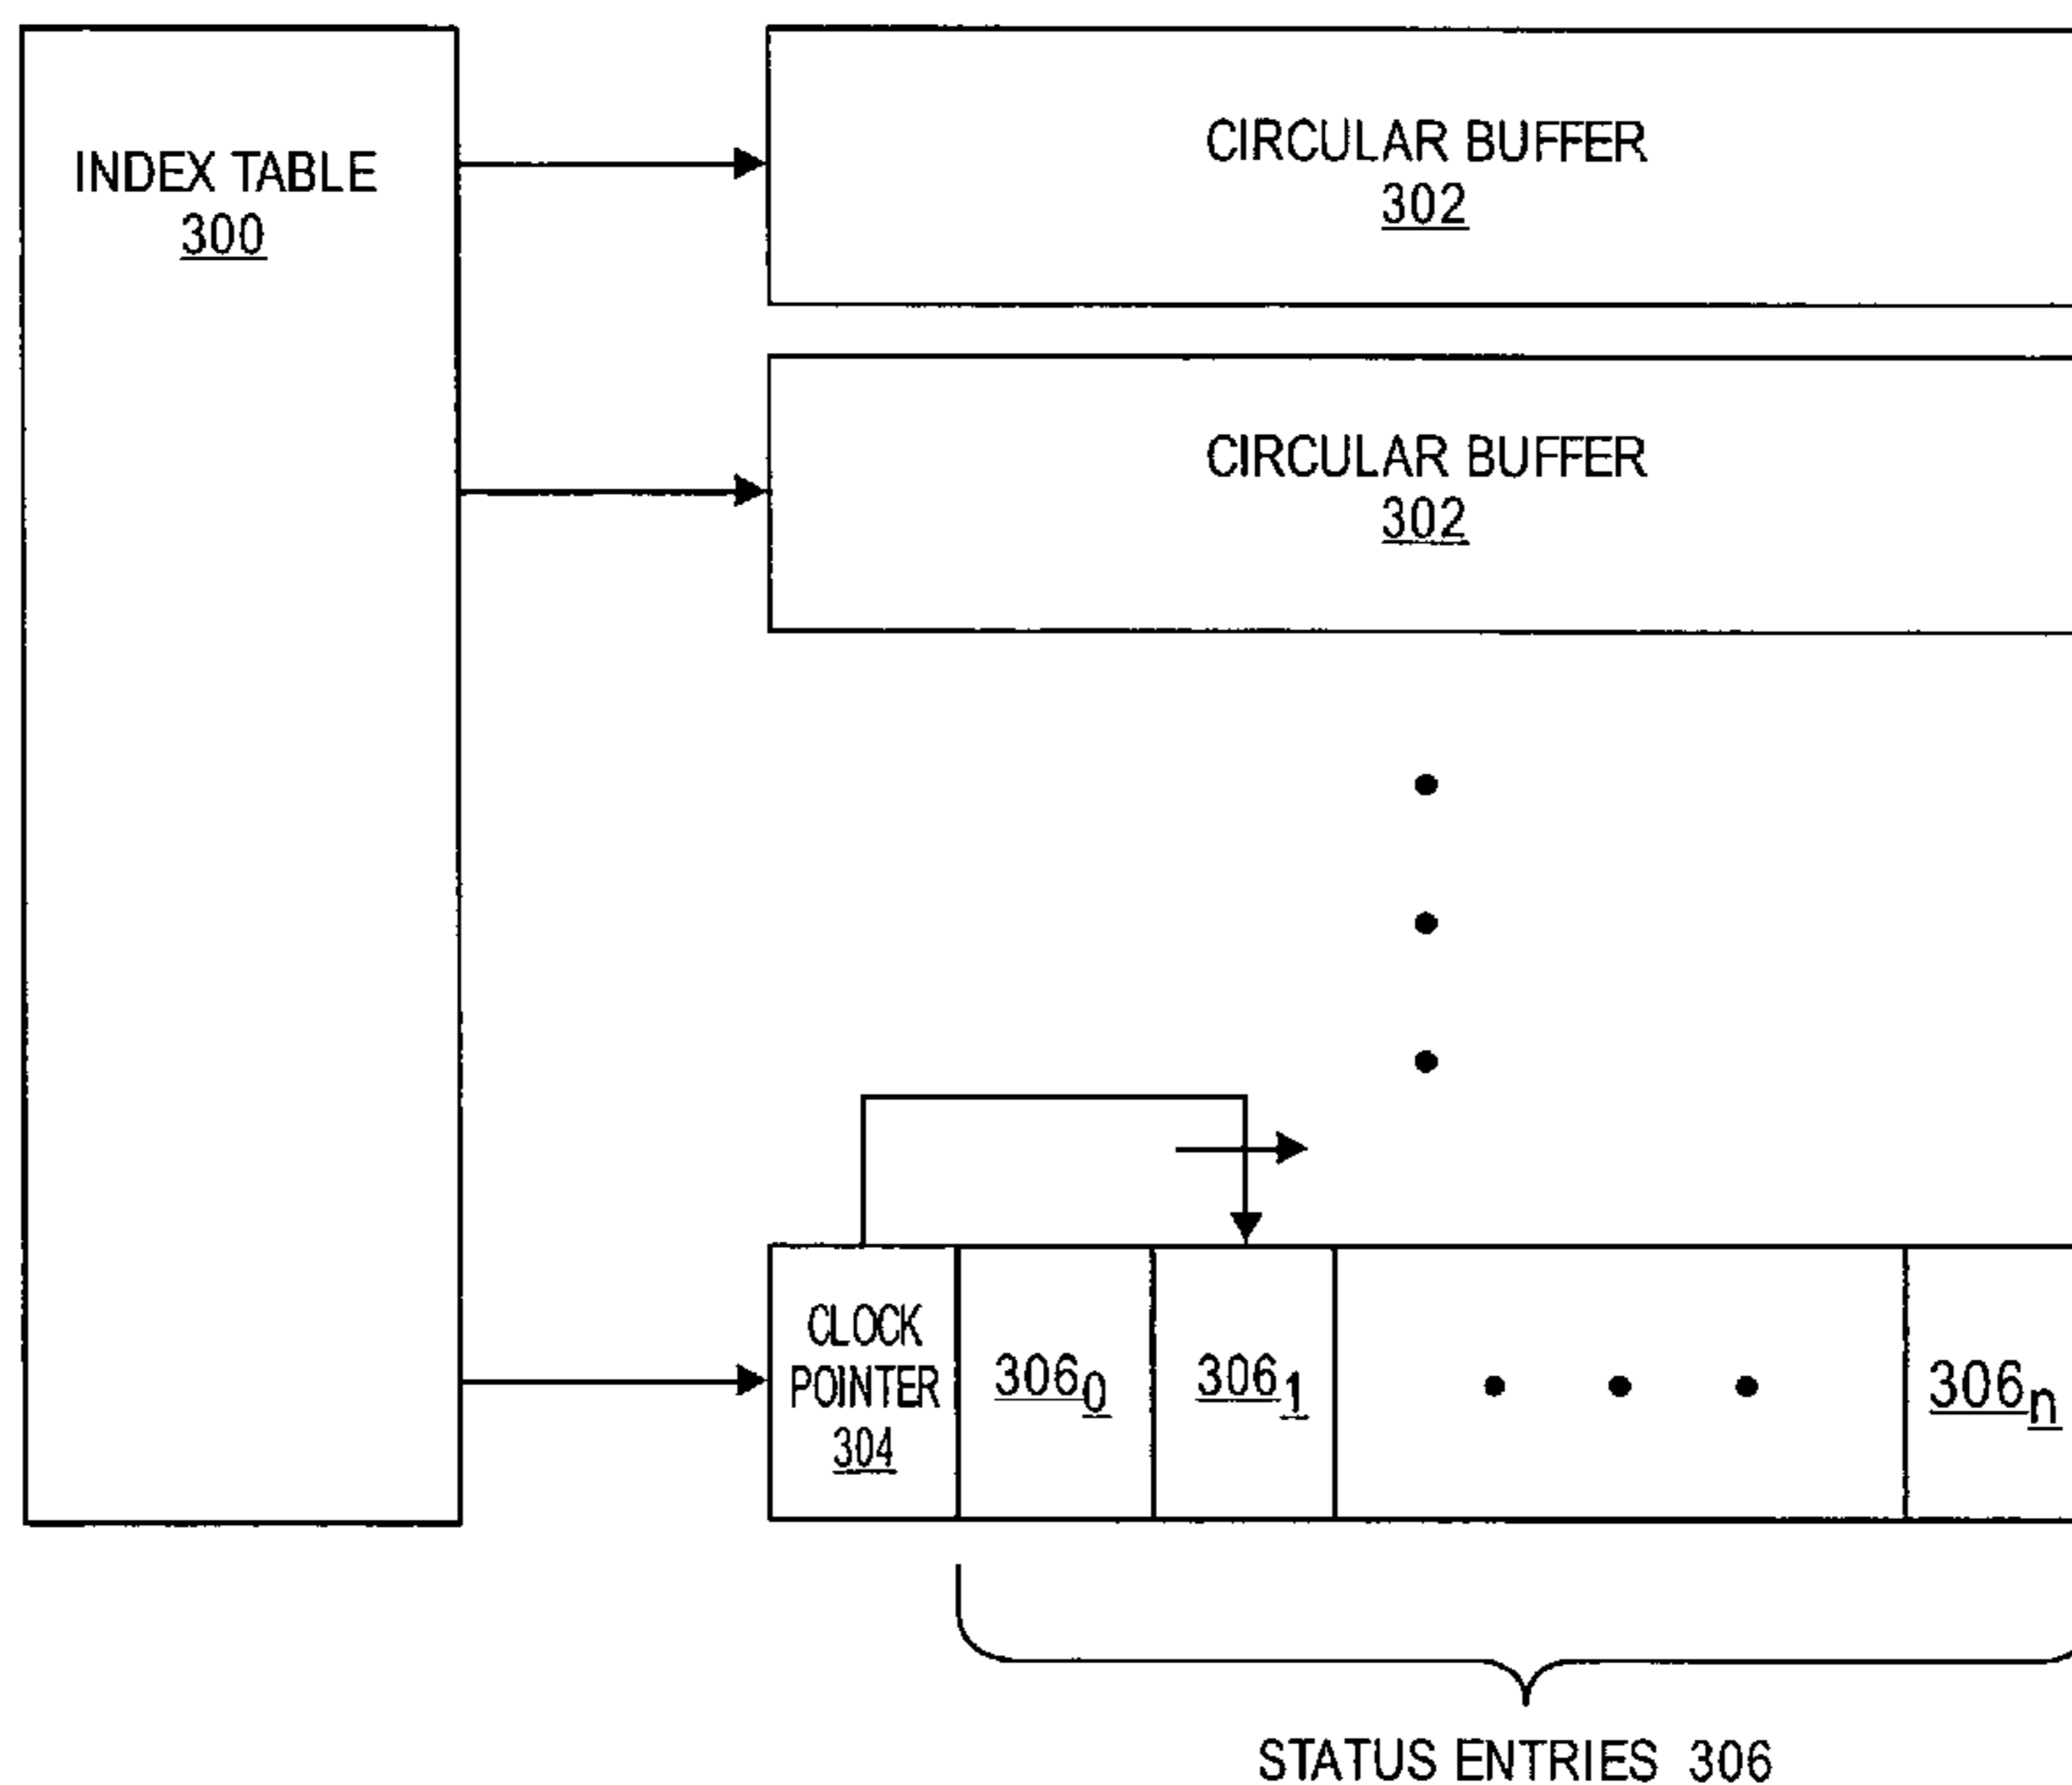 INDEX TABLE
300
CIRCULAR BUFFER
302
CIRCULAR BUFFER
302
CLOCK
POINTER
304
306₀
306₁
306ₙ
STATUS ENTRIES 306